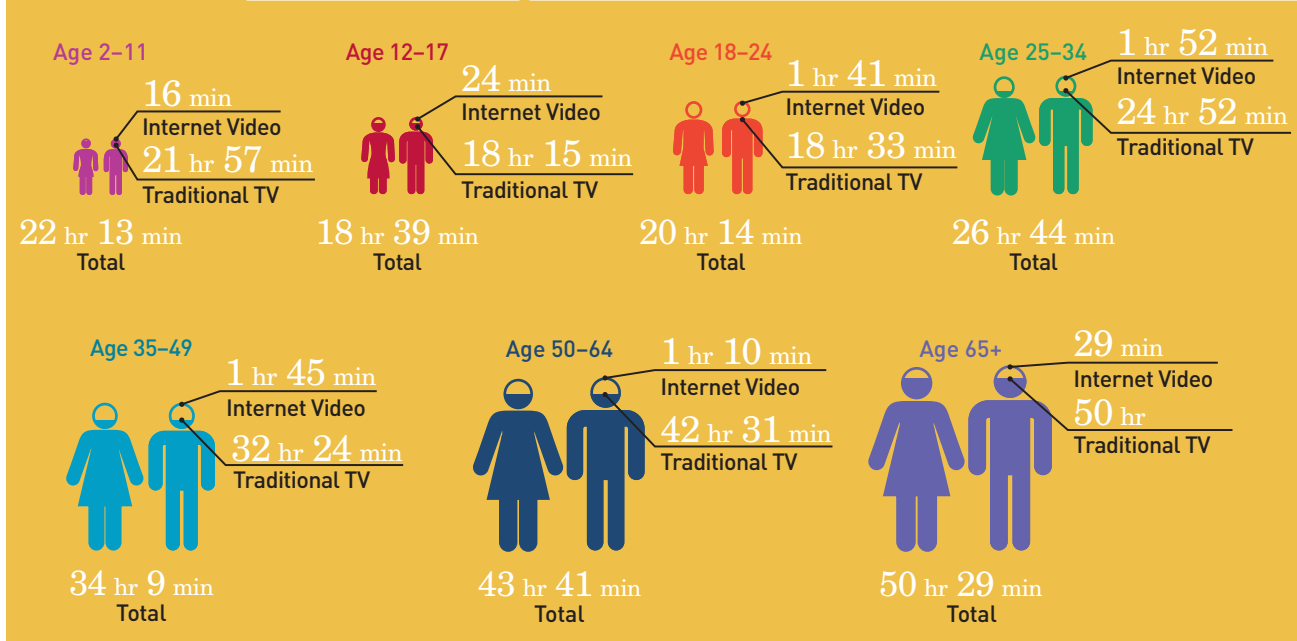 Age 2–11
16 min
Internet Video
21 hr 57 min
Traditional TV
22 hr 13 min
Total
Age 12–17
24 min
Internet Video
18 hr 15 min
Traditional TV
18 hr 39 min
Total
Age 18–24
1 hr 41 min
Internet Video
18 hr 33 min
Traditional TV
20 hr 14 min
Total
Age 25–34
1 hr 52 min
Internet Video
24 hr 52 min
Traditional TV
26 hr 44 min
Total
Age 35–49
1 hr 45 min
Internet Video
32 hr 24 min
Traditional TV
34 hr 9 min
Total
Age 50–64
1 hr 10 min
Internet Video
42 hr 31 min
Traditional TV
43 hr 41 min
Total
Age 65+
29 min
Internet Video
50 hr
Traditional TV
50 hr 29 min
Total